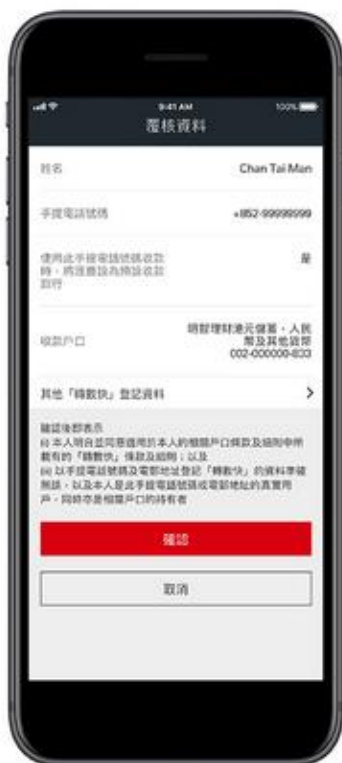 9:41 AM 100%
覆核資料
姓名 Chan Tai Man
手提電話號碼 +852-99999999
使用此手提電話號碼收款 是
時,將滙豐設為預設收款
銀行
收款戶口 明智理財港元儲蓄、人民
幣及其他貨幣
002-000000-833
其他「轉數快」登記資料
確認後即表示
(i) 本人明白並同意適用於本人的相關戶口條款及細則中所
載有的「轉數快」條款及細則;以及
(ii) 以手提電話號碼及電郵地址登記「轉數快」的資料準確
無誤,以及本人是此手提電話號碼或電郵地址的真實用
戶,同時亦是相關戶口的持有者
確認
取消